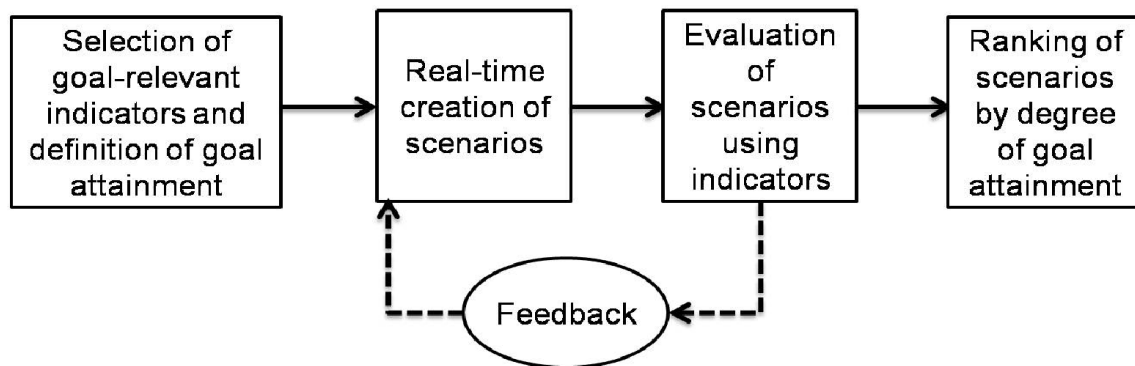 Selection of
goal-relevant
indicators and
definition of goal
attainment
Real-time
creation of
scenarios
Evaluation
of
scenarios
using
indicators
Ranking of
scenarios
by degree
of goal
attainment
Feedback